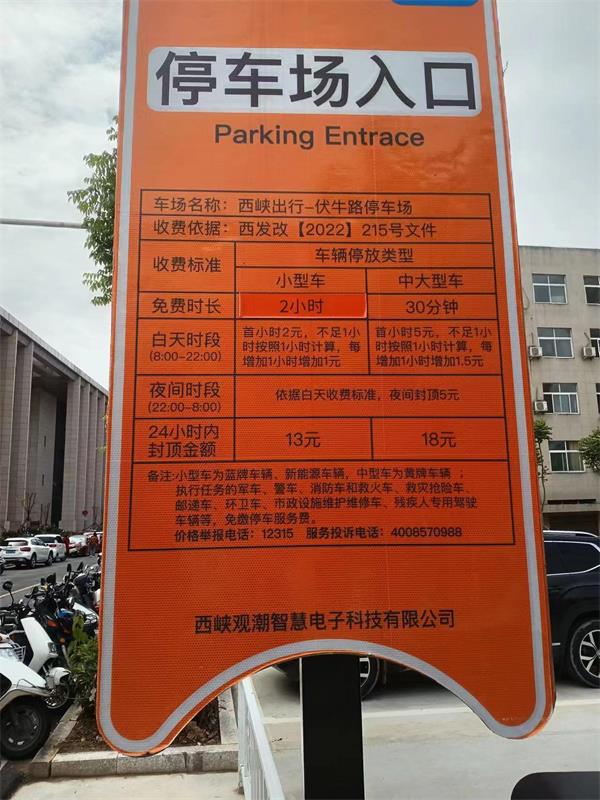 停车场入口
Parking Entrace
车场名称: 西峡出行-伏牛路停车场
收费依据: 西发改【2022】215号文件
收费标准
车辆停放类型
小型车 中大型车
免费时长 2小时 30分钟
白天时段
(8:00-22:00)
首小时2元，不足1小
时按照1小时计算，每
增加1小时增加1元
首小时5元，不足1小
时按照1小时计算，每
增加1小时增加1.5元
夜间时段
(22:00-8:00)
依据白天收费标准，夜间封顶5元
24小时内
封顶金额
13元 18元
备注:小型为蓝牌车辆、新能源车辆，中型为黄牌车辆；
执行任务的军车、警车、消防车和救火车、救灾抢险车、
邮递车、环卫车、市政设施维护维修车、残疾人专用驾驶
车辆等，免缴停车服务费。
价格举报电话：12315 服务投诉电话：4008570988
西峡观潮智慧电子科技有限公司